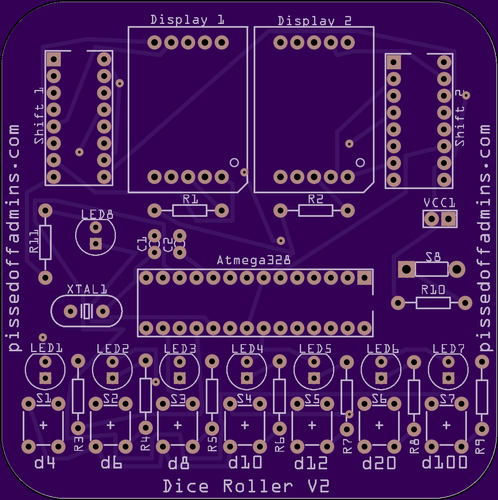 Display 1
Display 2
Shift 1
Shift 2
pissedoffadmins.com
pissedoffadmins.com
R1
R2
VCC1
LED8
R11
C1
C2
Atmega328
S8
XTAL1
R10
LED1
LED2
LED3
LED4
LED5
LED6
LED7
S1
S2
S3
S4
S5
S6
S7
R3
R4
R5
R6
R7
R8
R9
d4
d6
d8
d10
d12
d20
d100
Dice Roller V2